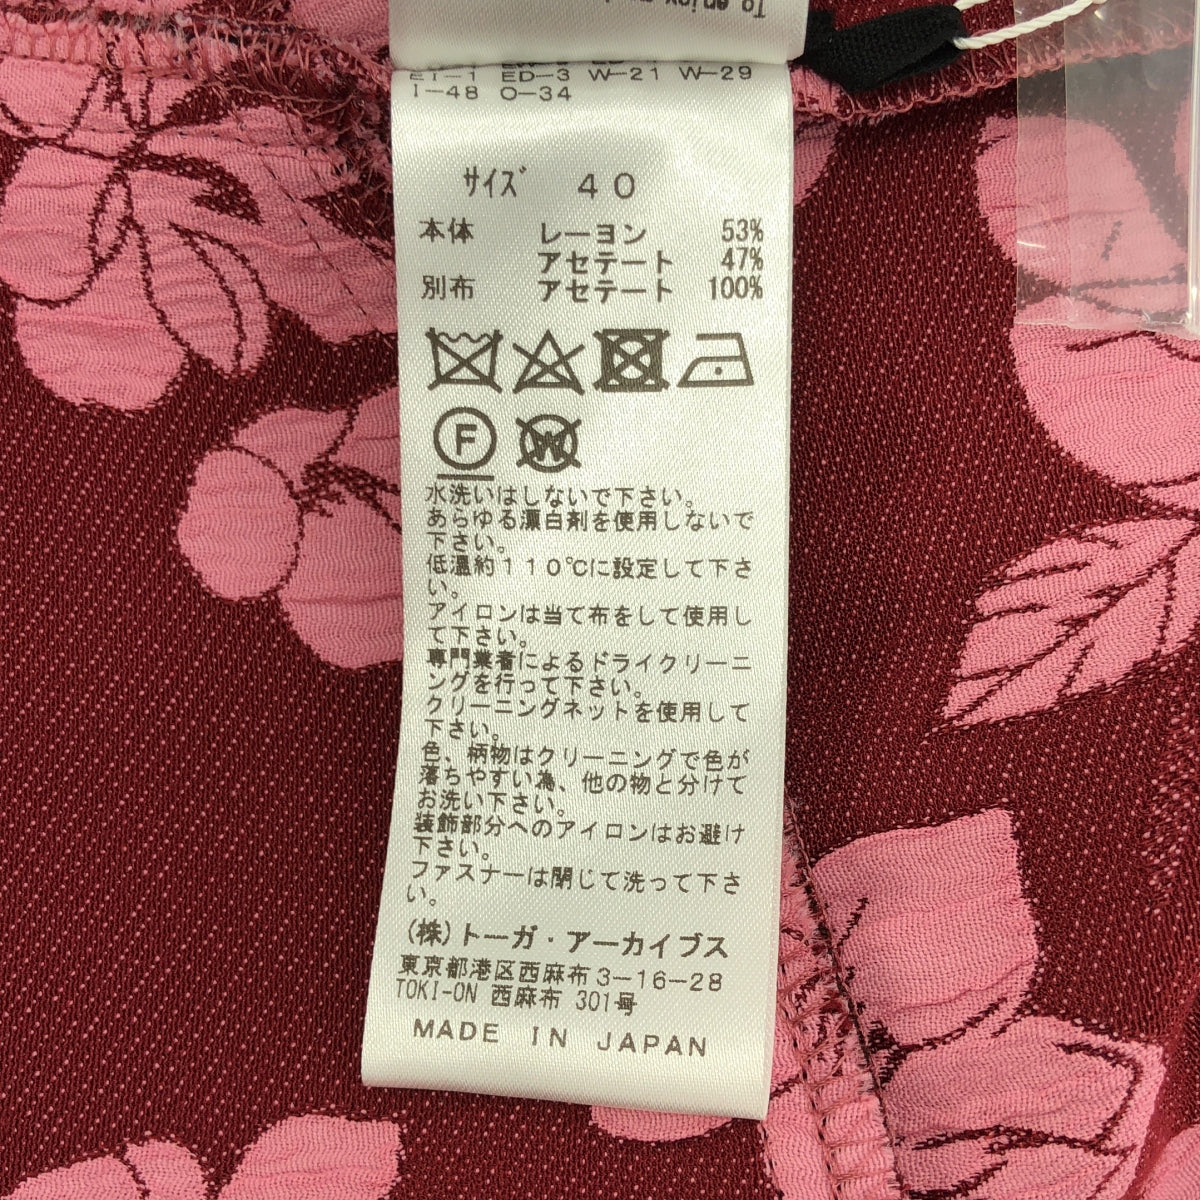 To enjoy
EI-1 ED-3 W-21 W-29
I-48 O-34
サイズ 40
本体 レーヨン 53%
アセテート 47%
別布 アセテート 100%
F W
水洗いはしないで下さい。
あらゆる漂白剤を使用しないで
下さい。
低温約110℃に設定して下さ
い。
アイロンは当て布をして使用し
て下さい。
専門業者によるドライクリーニ
ングを行って下さい。
クリーニングネットを使用して
下さい。
色、柄物はクリーニングで色が
落ちやすい為、他の物と分けて
お洗い下さい。
装飾部分へのアイロンはお避け
下さい。
ファスナーは閉じて洗って下さ
い。
(株)トーガ・アーカイブス
東京都港区西麻布3-16-28
TOKI-ON 西麻布 301号
MADE IN JAPAN